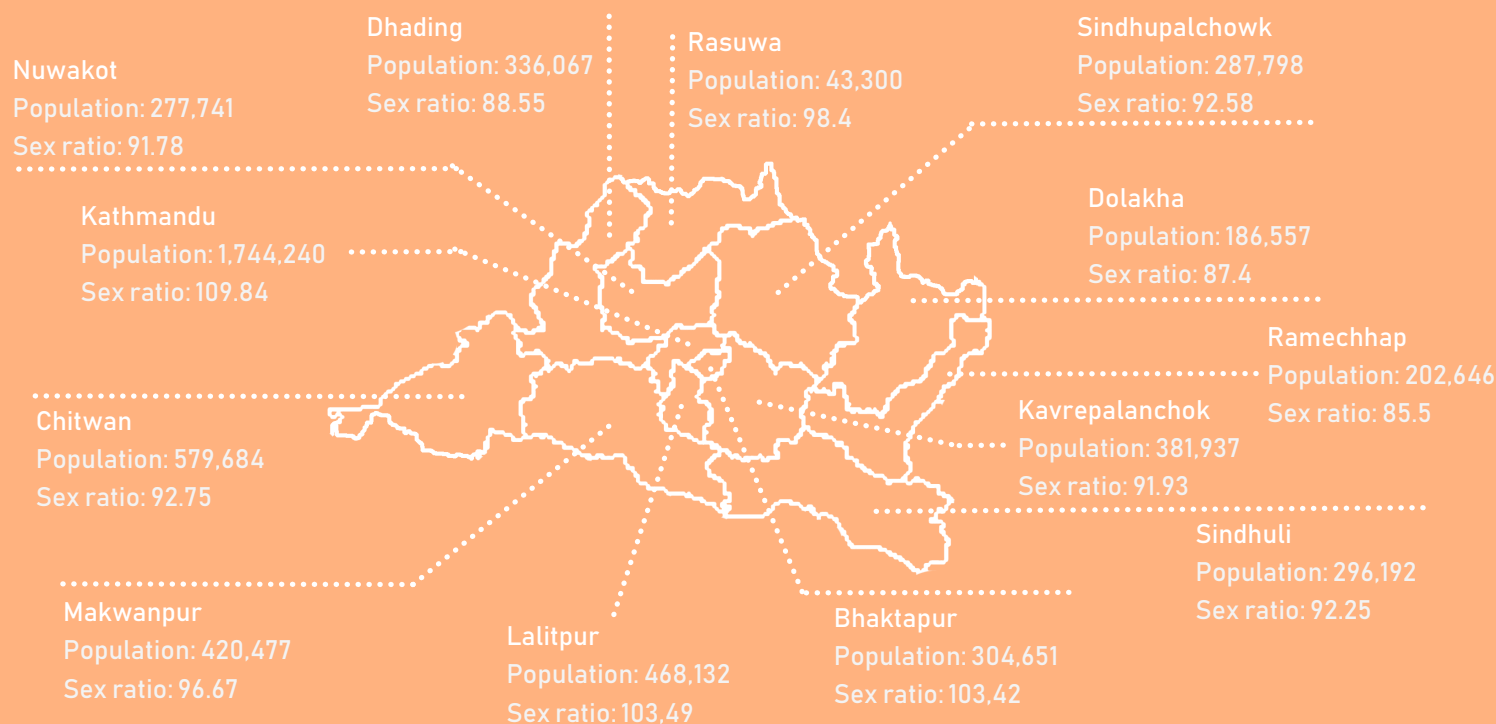 Dhading
Population: 336,067
Sex ratio: 88.55
Rasuwa
Population: 43,300
Sex ratio: 98.4
Sindhupalchowk
Population: 287,798
Sex ratio: 92.58
Nuwakot
Population: 277,741
Sex ratio: 91.78
Kathmandu
Population: 1,744,240
Sex ratio: 109.84
Dolakha
Population: 186,557
Sex ratio: 87.4
Ramechhap
Population: 202,646
Sex ratio: 85.5
Chitwan
Population: 579,684
Sex ratio: 92.75
Kavrepalanchok
Population: 381,937
Sex ratio: 91.93
Sindhuli
Population: 296,192
Sex ratio: 92.25
Makwanpur
Population: 420,477
Sex ratio: 96.67
Lalitpur
Population: 468,132
Sex ratio: 103,49
Bhaktapur
Population: 304,651
Sex ratio: 103,42